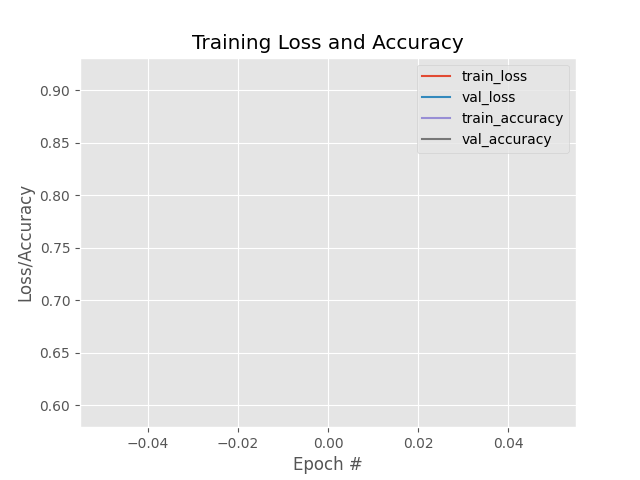 Training Loss and Accuracy
train_loss
val_loss
train_accuracy
val_accuracy
0.90
0.85
0.80
0.75
0.70
0.65
0.60
Loss/Accuracy
−0.04 −0.02 0.00 0.02 0.04
Epoch #